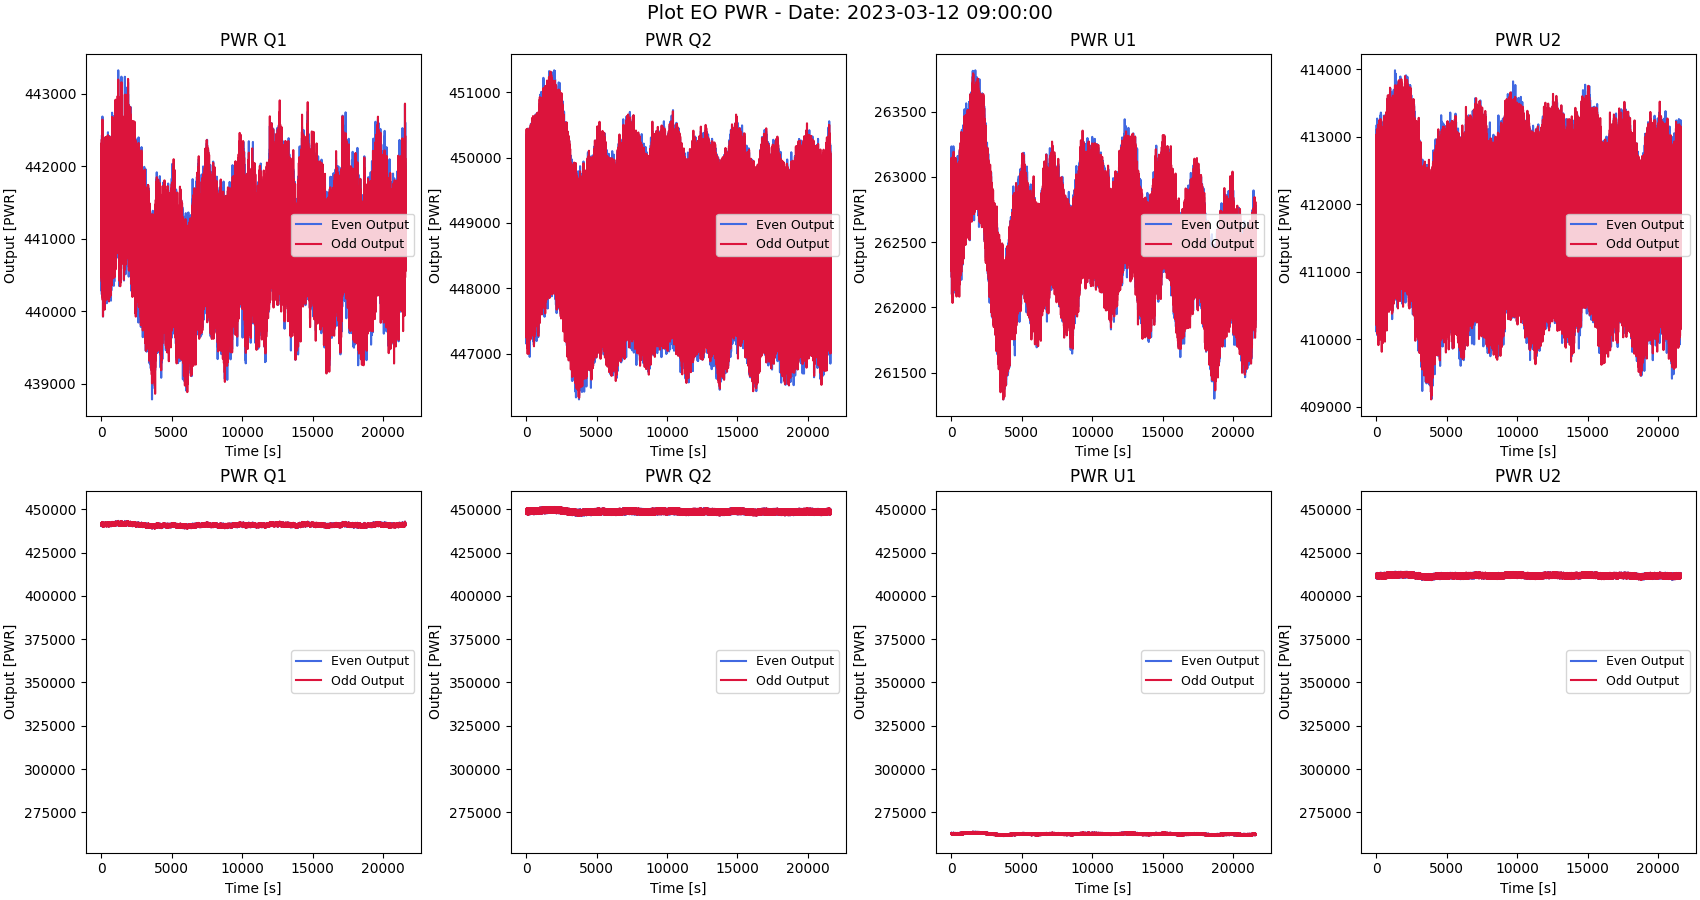 Plot EO PWR - Date: 2023-03-12 09:00:00
PWR Q1
Output [PWR]
443000
442000
441000
440000
439000
Even Output
Odd Output
0 5000 10000 15000 20000
Time [s]
PWR Q2
Output [PWR]
451000
450000
449000
448000
447000
Even Output
Odd Output
0 5000 10000 15000 20000
Time [s]
PWR U1
Output [PWR]
263500
263000
262500
262000
261500
Even Output
Odd Output
0 5000 10000 15000 20000
Time [s]
PWR U2
Output [PWR]
414000
413000
412000
411000
410000
409000
Even Output
Odd Output
0 5000 10000 15000 20000
Time [s]
PWR Q1
Output [PWR]
450000
425000
400000
375000
350000
325000
300000
275000
Even Output
Odd Output
0 5000 10000 15000 20000
Time [s]
PWR Q2
Output [PWR]
450000
425000
400000
375000
350000
325000
300000
275000
Even Output
Odd Output
0 5000 10000 15000 20000
Time [s]
PWR U1
Output [PWR]
450000
425000
400000
375000
350000
325000
300000
275000
Even Output
Odd Output
0 5000 10000 15000 20000
Time [s]
PWR U2
Output [PWR]
450000
425000
400000
375000
350000
325000
300000
275000
Even Output
Odd Output
0 5000 10000 15000 20000
Time [s]